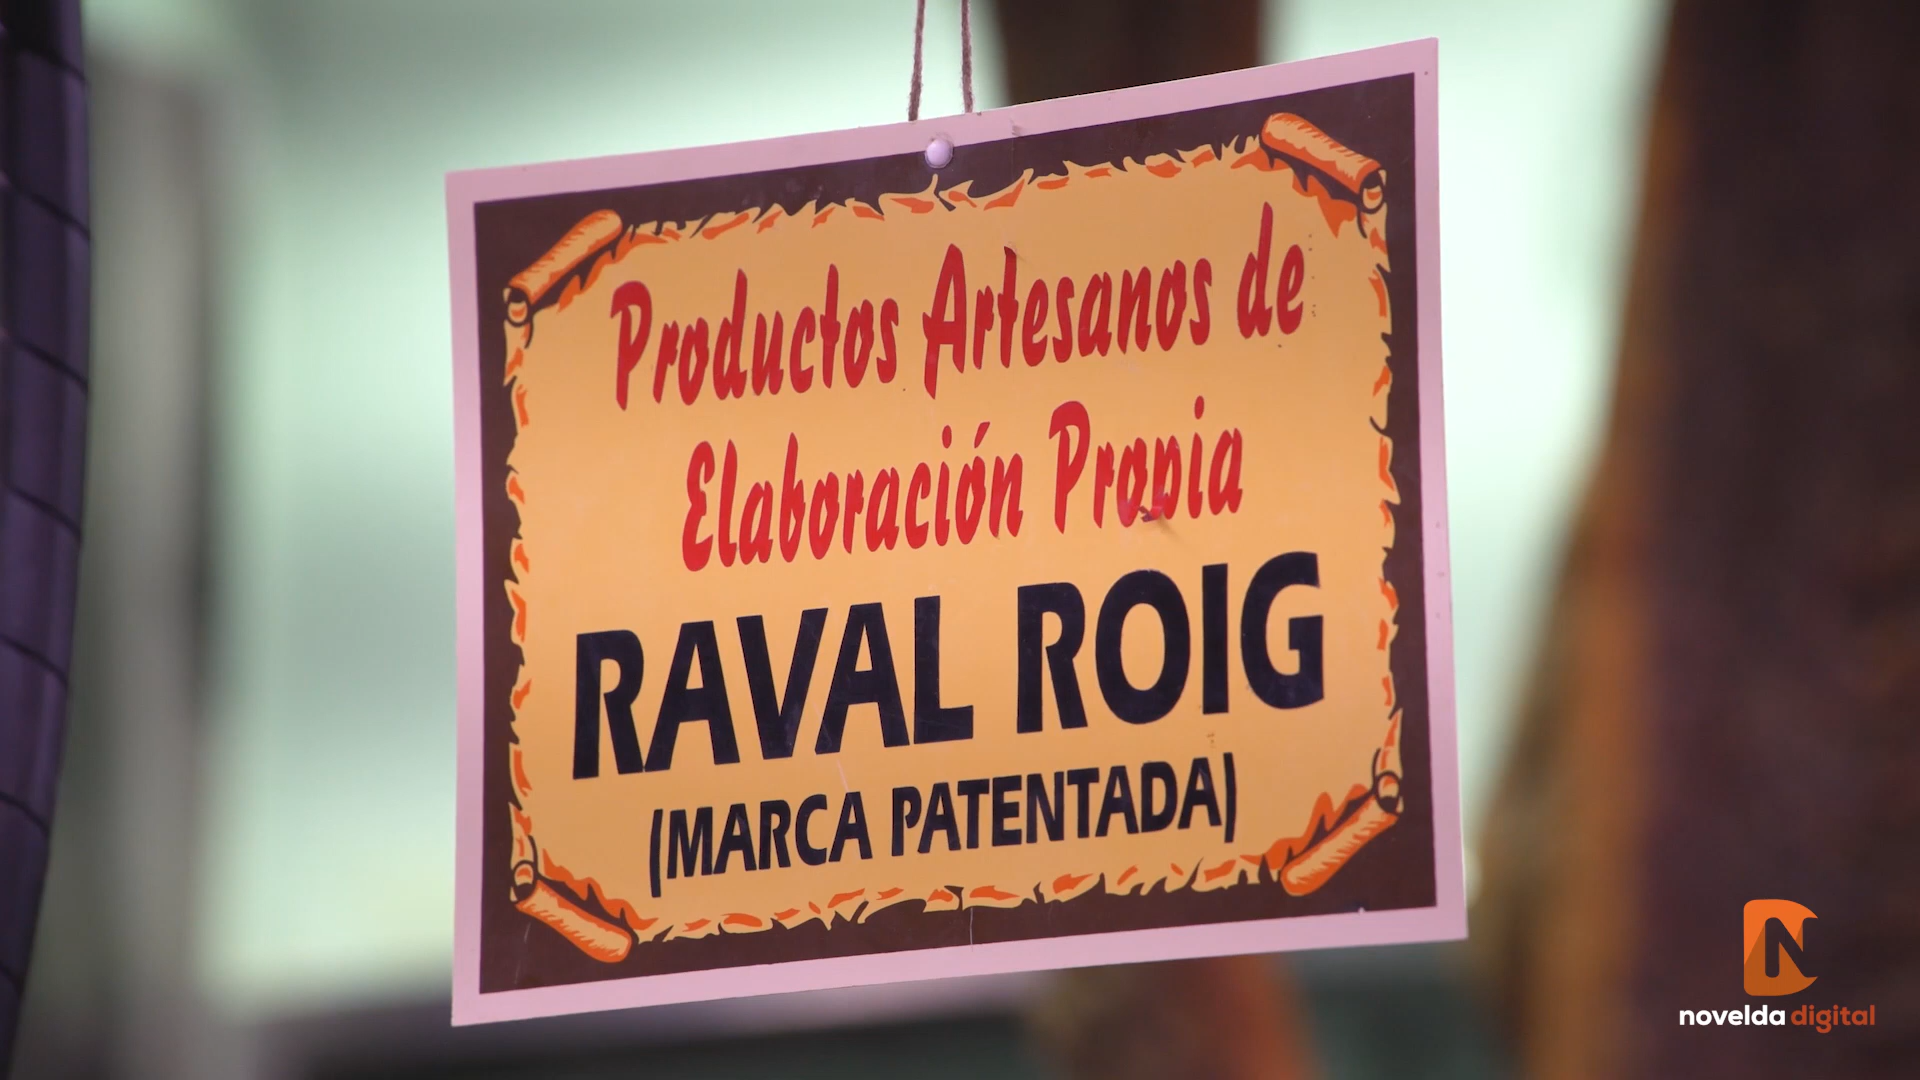 Productos Artesanos de
Elaboración Propia
RAVAL ROIG
(MARCA PATENTADA)
novelda digital